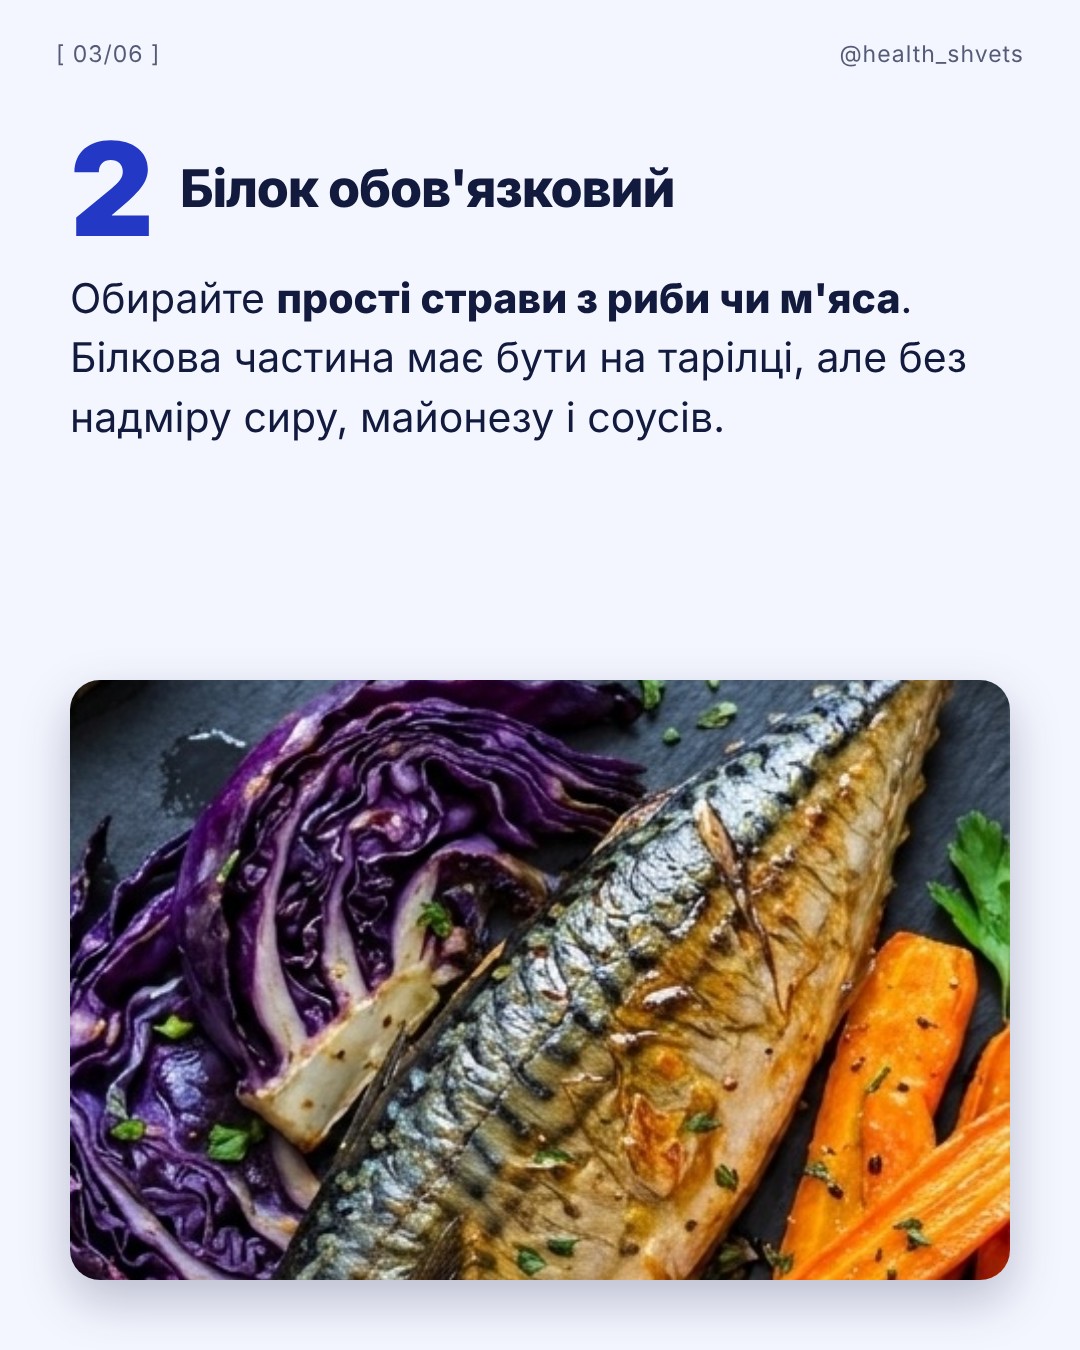 [ 03/06 ]
@health_shvets
2 Білок обов'язковий
Обирайте прості страви з риби чи м'яса.
Білкова частина має бути на тарілці, але без
надміру сиру, майонезу і соусів.